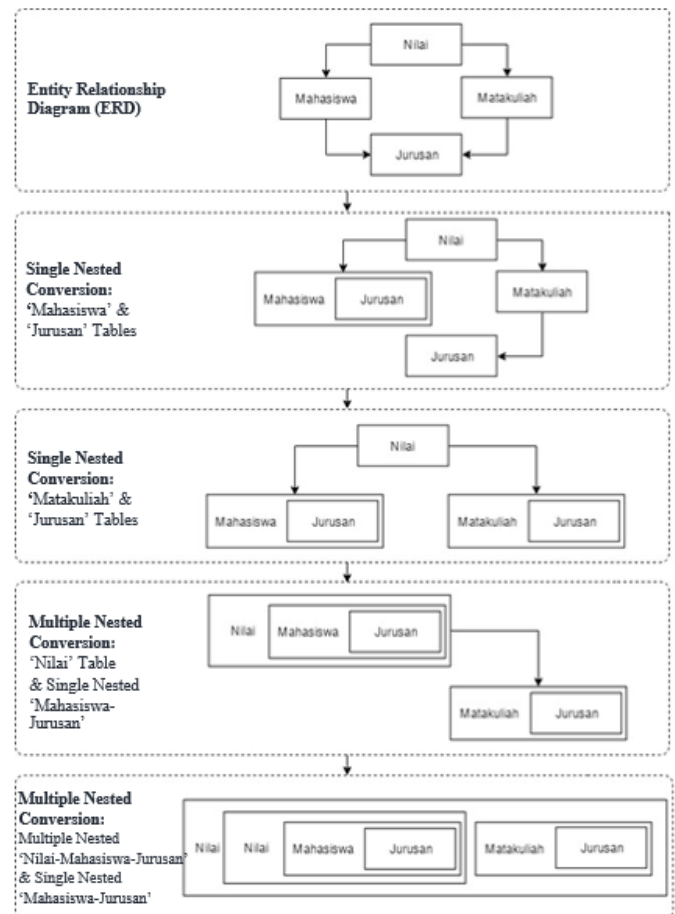 Nilai
Entity Relationship
Diagram (ERD)
Mahasiswa
Matakuliah
Jurusan
Nilai
Single Nested
Conversion:
‘Mahasiswa’ &
‘Jurusan’ Tables
Mahasiswa
Jurusan
Matakuliah
Jurusan
Nilai
Single Nested
Conversion:
‘Matakuliah’ &
‘Jurusan’ Tables
Mahasiswa
Jurusan
Matakuliah
Jurusan
Multiple Nested
Conversion:
‘Nilai’ Table
& Single Nested
‘Mahasiswa-
Jurusan’
Nilai
Mahasiswa
Jurusan
Matakuliah
Jurusan
Multiple Nested
Conversion:
Multiple Nested
‘Nilai-Mahasiswa-Jurusan’
& Single Nested
‘Mahasiswa-Jurusan’
Nilai
Nilai
Mahasiswa
Jurusan
Matakuliah
Jurusan